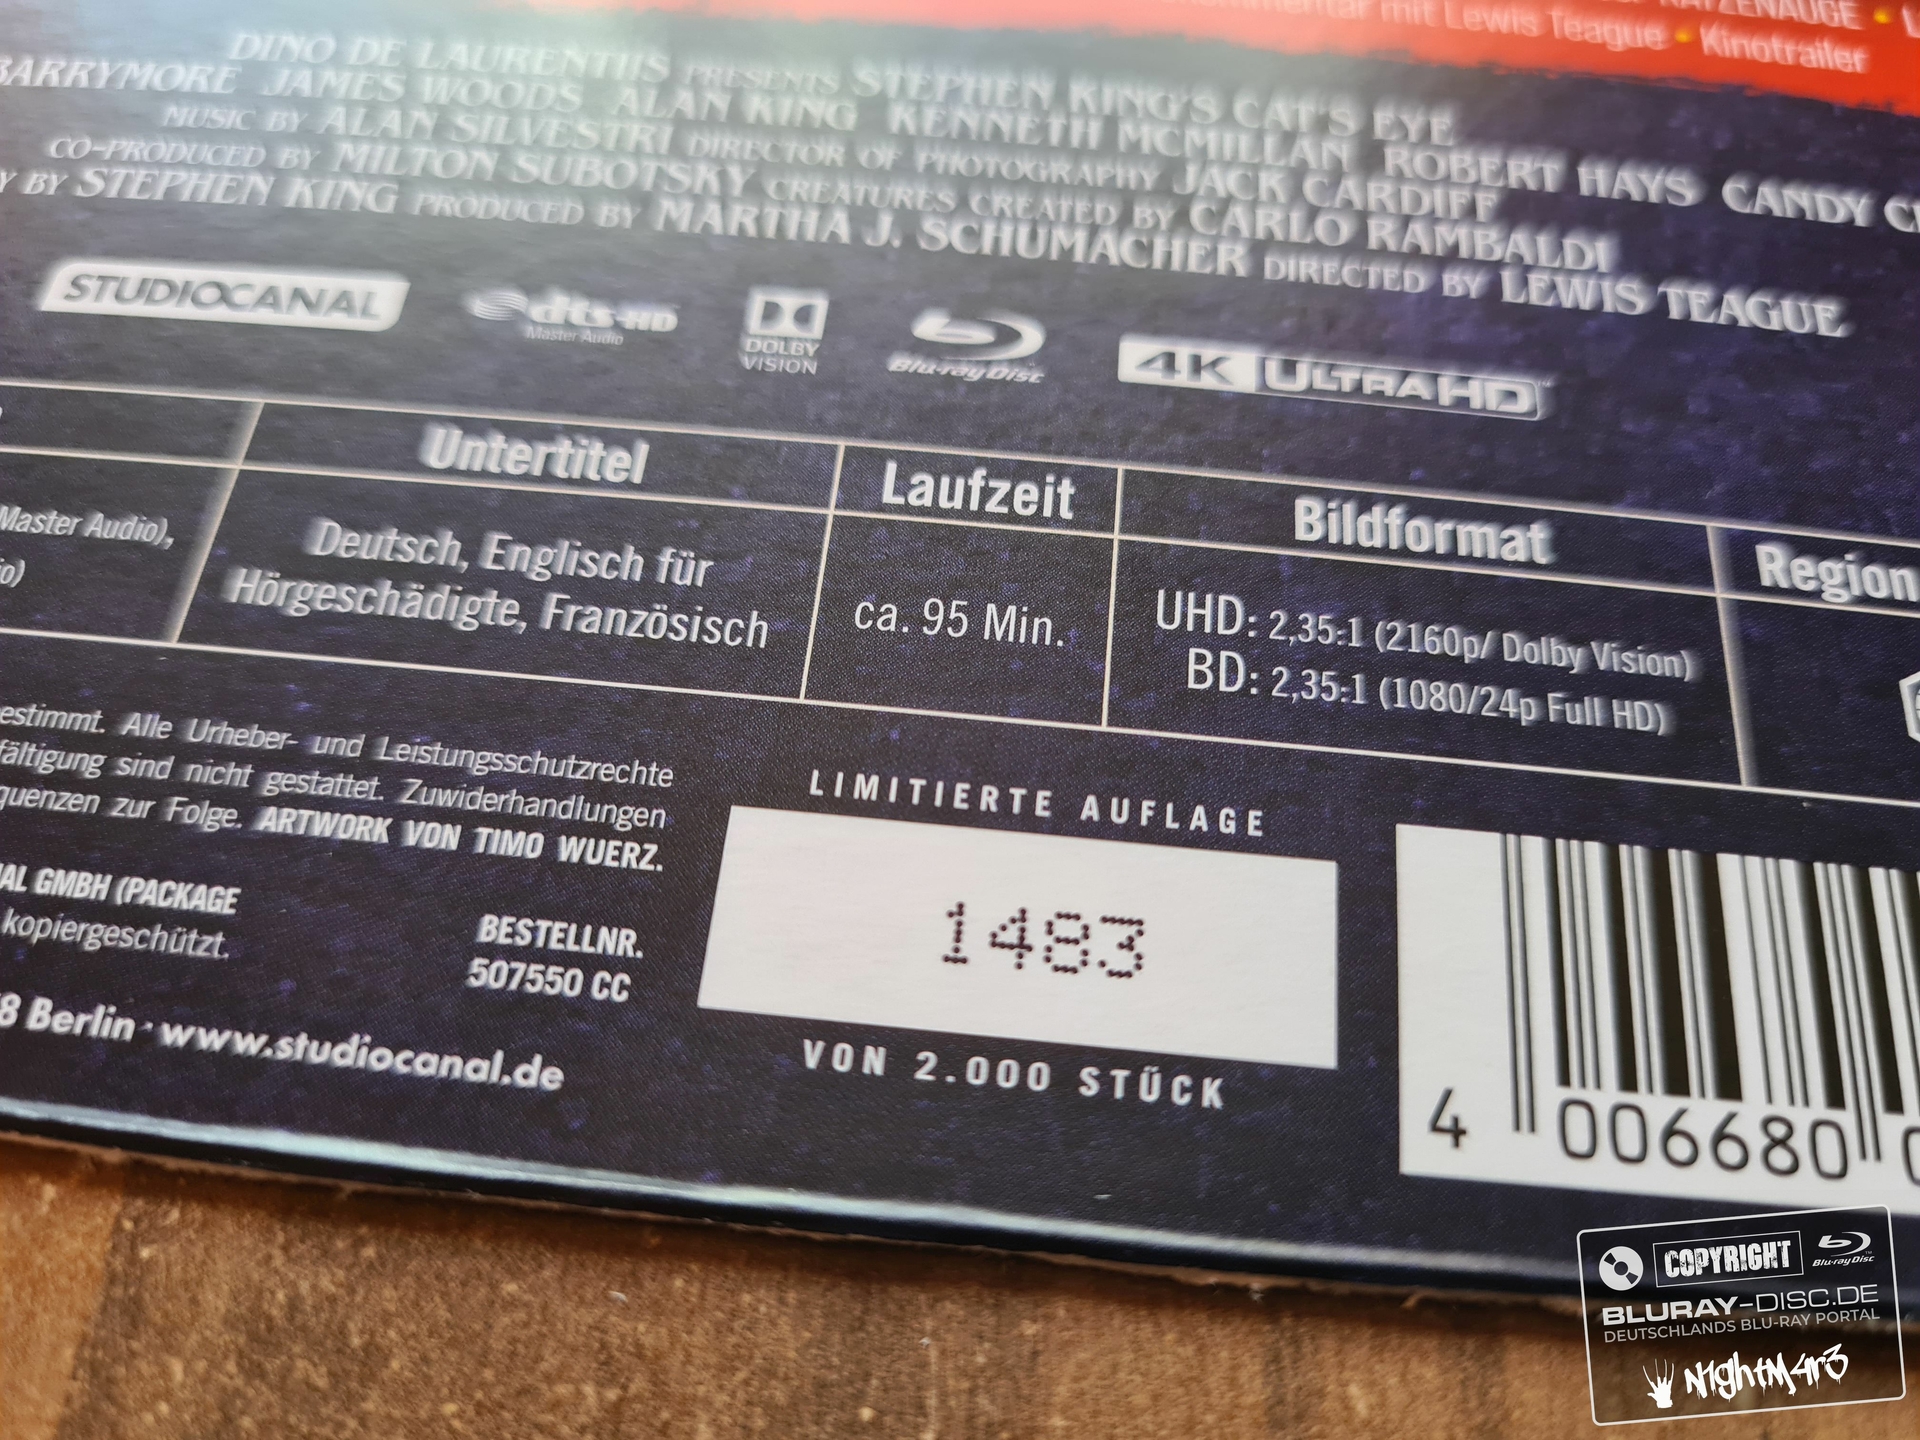 KATZENAUGE •
kommentar mit Lewis Teague • Kinotrailer
DINO DE LAURENTIIS PRESENTS STEPHEN KING'S CAT'S EYE
BARRYMORE JAMES WOODS ALAN KING KENNETH MCMILLAN ROBERT HAYS CANDY
MUSIC BY ALAN SILVESTRI DIRECTOR OF PHOTOGRAPHY JACK CARDIFF
CO-PRODUCED BY MILTON SUBOTSKY CREATURES CREATED BY CARLO RAMBALDI
BY STEPHEN KING PRODUCED BY MARTHA J. SCHUMACHER DIRECTED BY LEWIS TEAGUE
STUDIOCANAL dts-HD Master Audio DOLBY VISION Blu-ray Disc 4K ULTRA HD
Untertitel Laufzeit Bildformat Region
Master Audio),
Deutsch, Englisch für
Hörgeschädigte, Französisch
ca. 95 Min.
UHD: 2,35:1 (2160p/ Dolby Vision)
BD: 2,35:1 (1080/24p Full HD)
estimmt. Alle Urheber- und Leistungsschutzrechte
fältigung sind nicht gestattet. Zuwiderhandlungen
quenzen zur Folge. ARTWORK VON TIMO WUERZ.
AL GMBH (PACKAGE
kopiergeschützt.
BESTELLNR.
507550 CC
8 Berlin · www.studiocanal.de
LIMITIERTE AUFLAGE
1483
VON 2.000 STÜCK
4 006680
COPYRIGHT Blu-ray Disc
BLURAY-DISC.DE
DEUTSCHLANDS BLU-RAY PORTAL
N1ghtM4r3